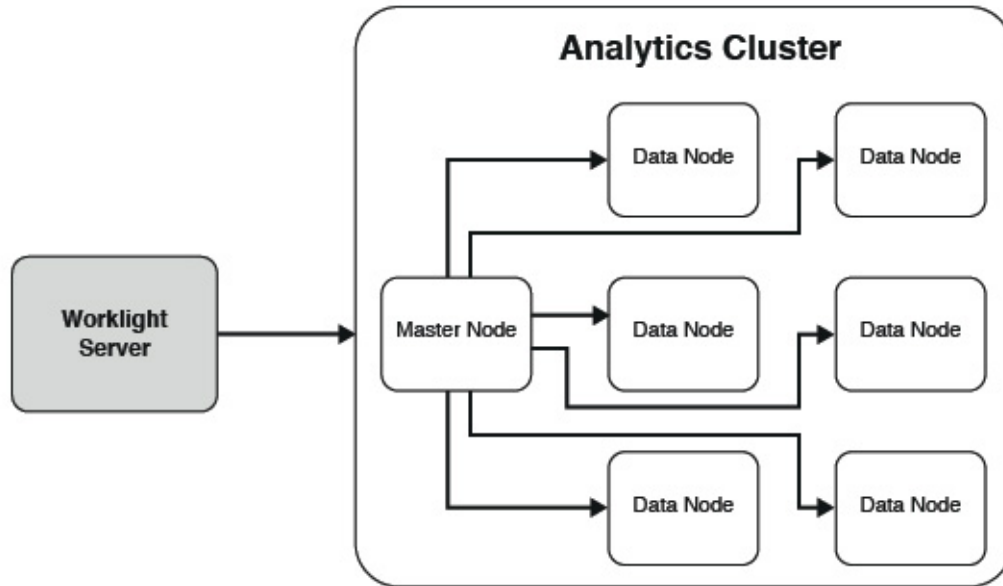 Analytics Cluster
Data Node
Data Node
Worklight
Server
Master Node
Data Node
Data Node
Data Node
Data Node